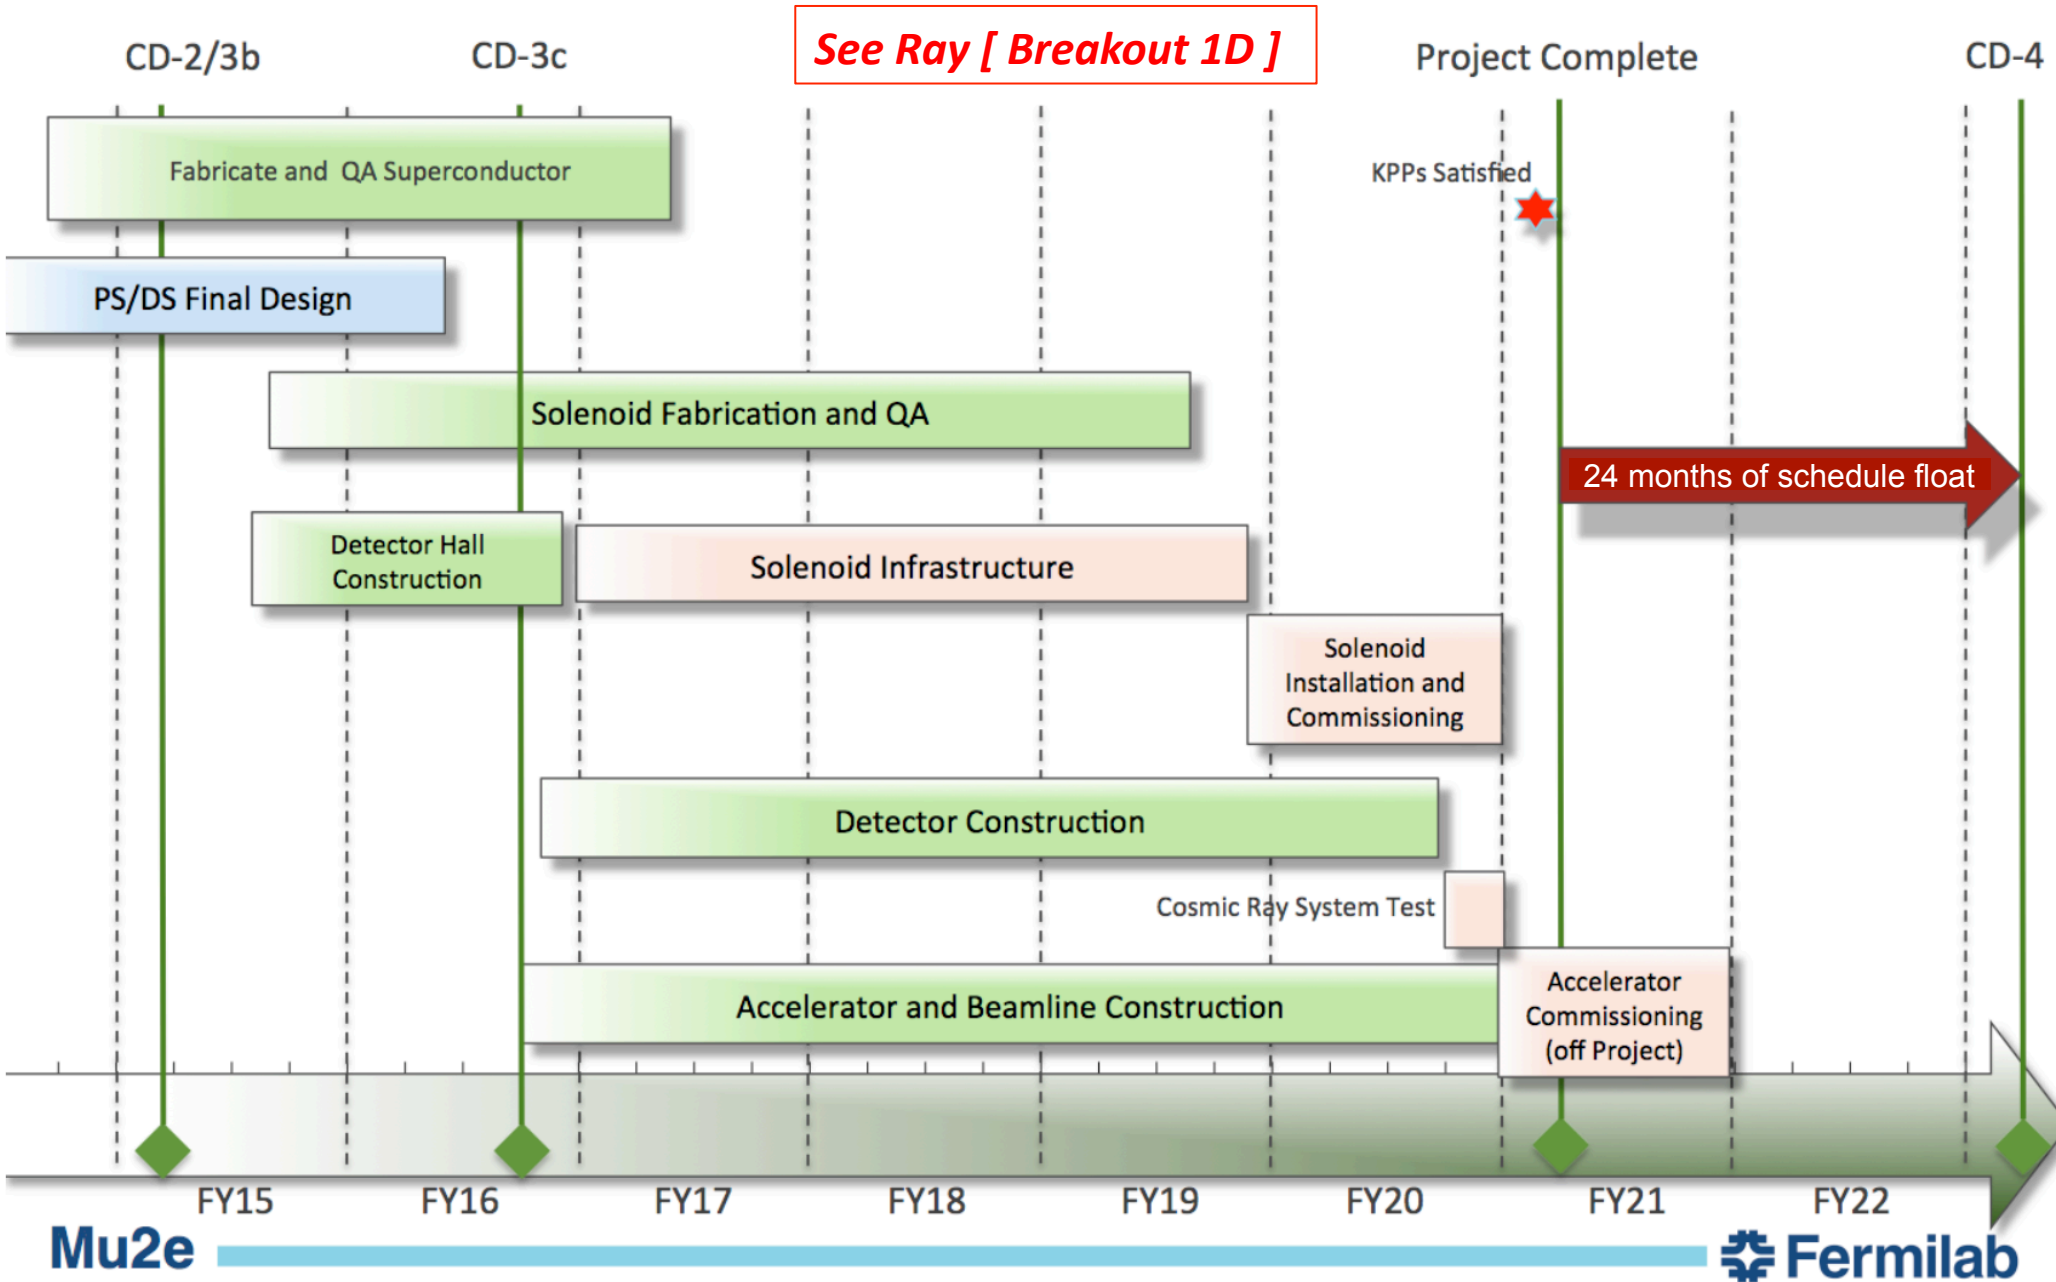 See Ray [ Breakout 1D ]
CD-2/3b
CD-3c
Project Complete
CD-4
Fabricate and QA Superconductor
KPPs Satisfied
PS/DS Final Design
Solenoid Fabrication and QA
24 months of schedule float
Detector Hall
Construction
Solenoid Infrastructure
Solenoid
Installation and
Commissioning
Detector Construction
Cosmic Ray System Test
Accelerator and Beamline Construction
Accelerator
Commissioning
(off Project)
FY15
FY16
FY17
FY18
FY19
FY20
FY21
FY22
Mu2e
Fermilab